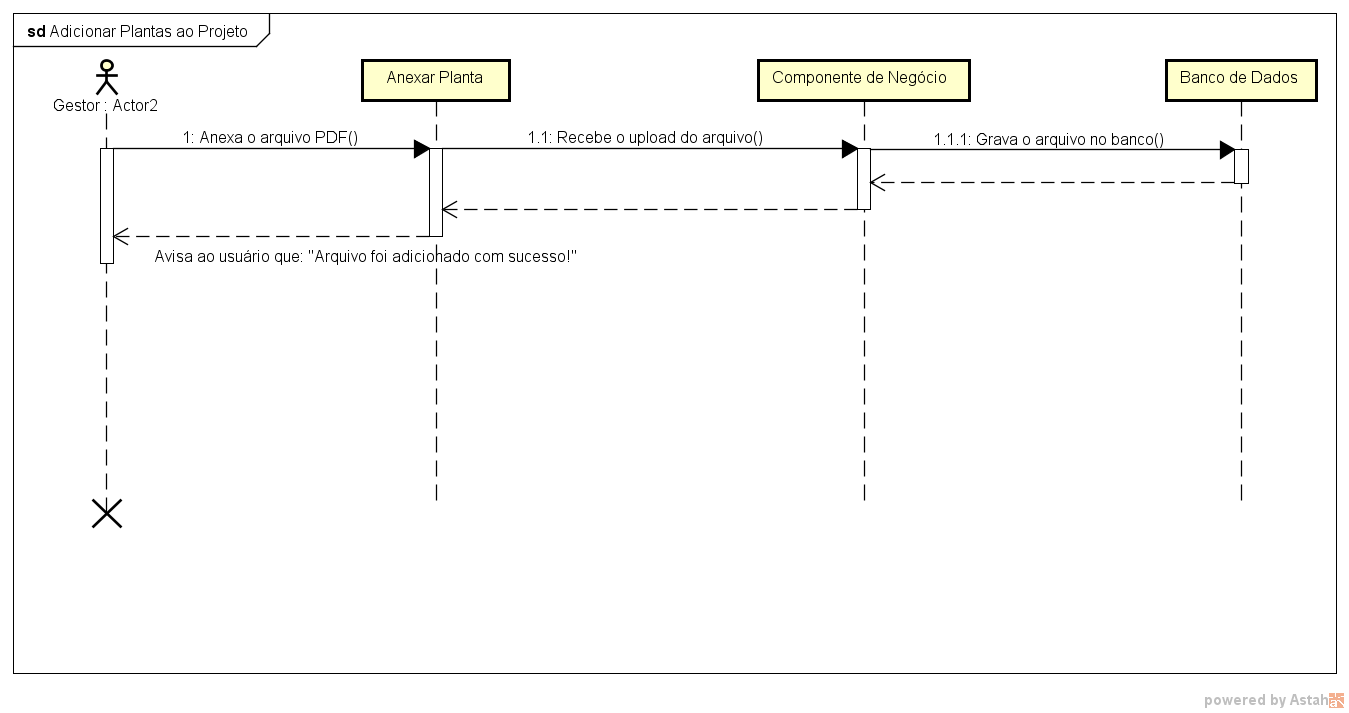 sd Adicionar Plantas ao Projeto
Gestor : Actor2
Anexar Planta
Componente de Negócio
Banco de Dados
1: Anexa o arquivo PDF()
1.1: Recebe o upload do arquivo()
1.1.1: Grava o arquivo no banco()
Avisa ao usuário que: "Arquivo foi adicionado com sucesso!"
powered by Astah